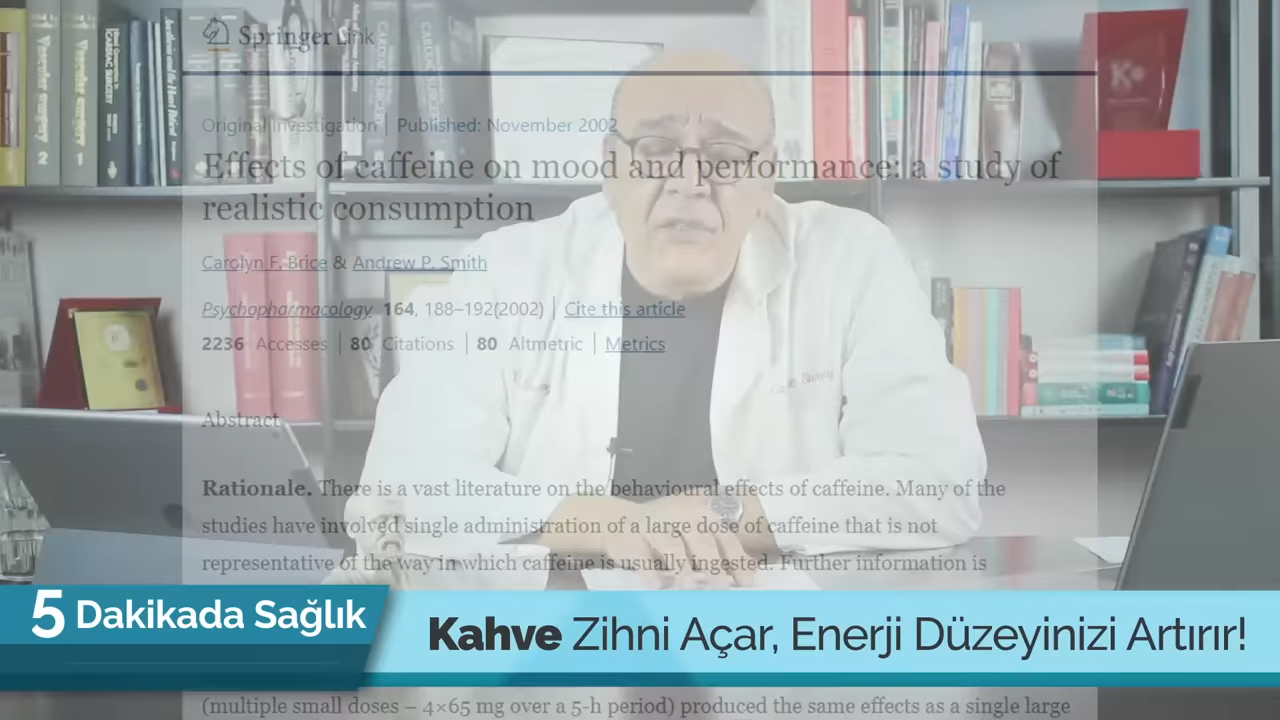 Springer Link
Original Investigation | Published: November 2002
Effects of caffeine on mood and performance: a study of
realistic consumption
Carolyn F. Brice & Andrew P. Smith
Psychopharmacology 164, 188–192(2002) | Cite this article
2236 Accesses | 80 Citations | 80 Altmetric | Metrics
Abstract
Rationale. There is a vast literature on the behavioural effects of caffeine. Many of the
studies have involved single administration of a large dose of caffeine that is not
representative of the way in which caffeine is usually ingested. Further information is
5 Dakikada Sağlık
Kahve Zihni Açar, Enerji Düzeyinizi Artırır!
(multiple small doses – 4×65 mg over a 5-h period) produced the same effects as a single large